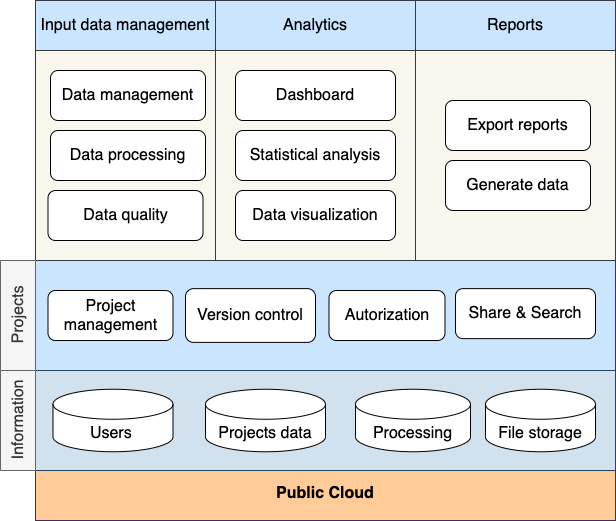 Input data management
Analytics
Reports
Data management
Data processing
Data quality
Dashboard
Statistical analysis
Data visualization
Export reports
Generate data
Projects
Project
management
Version control
Autorization
Share & Search
Information
Users
Projects data
Processing
File storage
Public Cloud